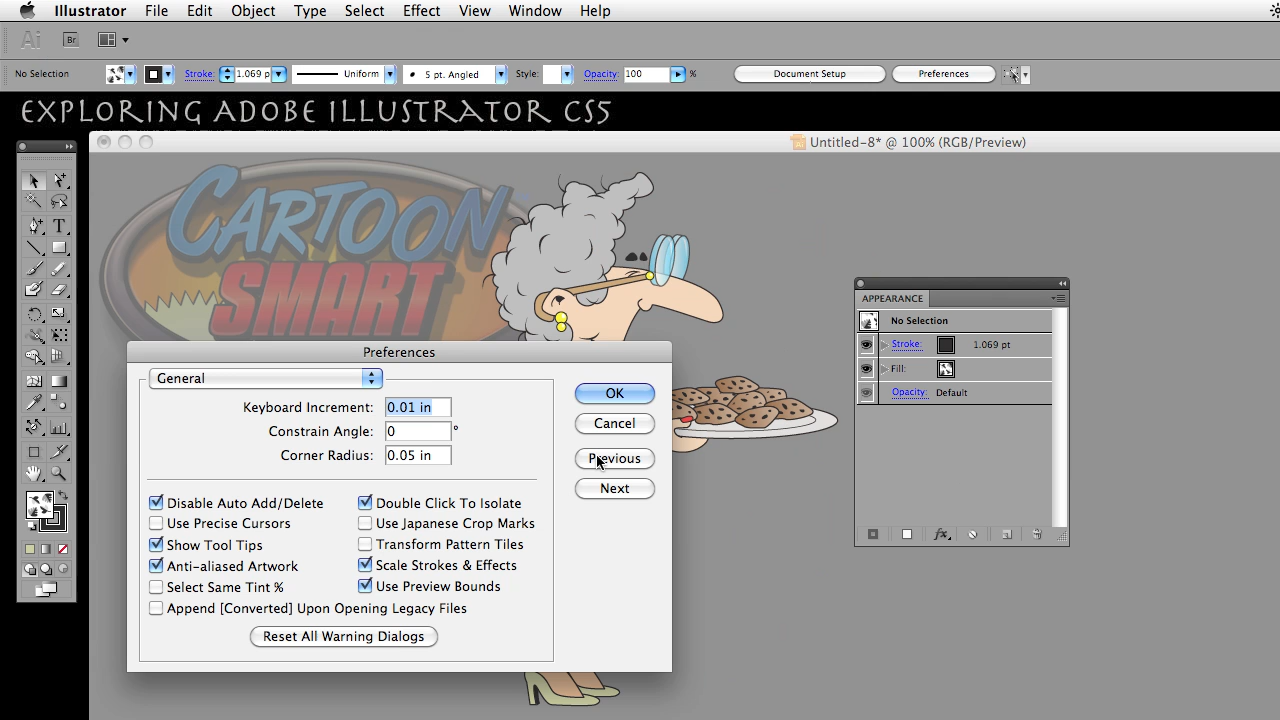 Illustrator File Edit Object Type Select Effect View Window Help
Ai Br
No Selection Stroke: 1.069 p Uniform 5 pt. Angled Style: Opacity: 100 % Document Setup Preferences
EXPLORING ADOBE ILLUSTRATOR CS5
Untitled-8* @ 100% (RGB/Preview)
CARTOON
SMART
APPEARANCE
No Selection
Stroke: 1.069 pt
Fill:
Opacity: Default
fx
T
Preferences
General
OK
Keyboard Increment: 0.01 in
Cancel
Constrain Angle: 0 °
Corner Radius: 0.05 in
Previous
Next
Disable Auto Add/Delete Double Click To Isolate
Use Precise Cursors Use Japanese Crop Marks
Show Tool Tips Transform Pattern Tiles
Anti-aliased Artwork Scale Strokes & Effects
Select Same Tint % Use Preview Bounds
Append [Converted] Upon Opening Legacy Files
Reset All Warning Dialogs